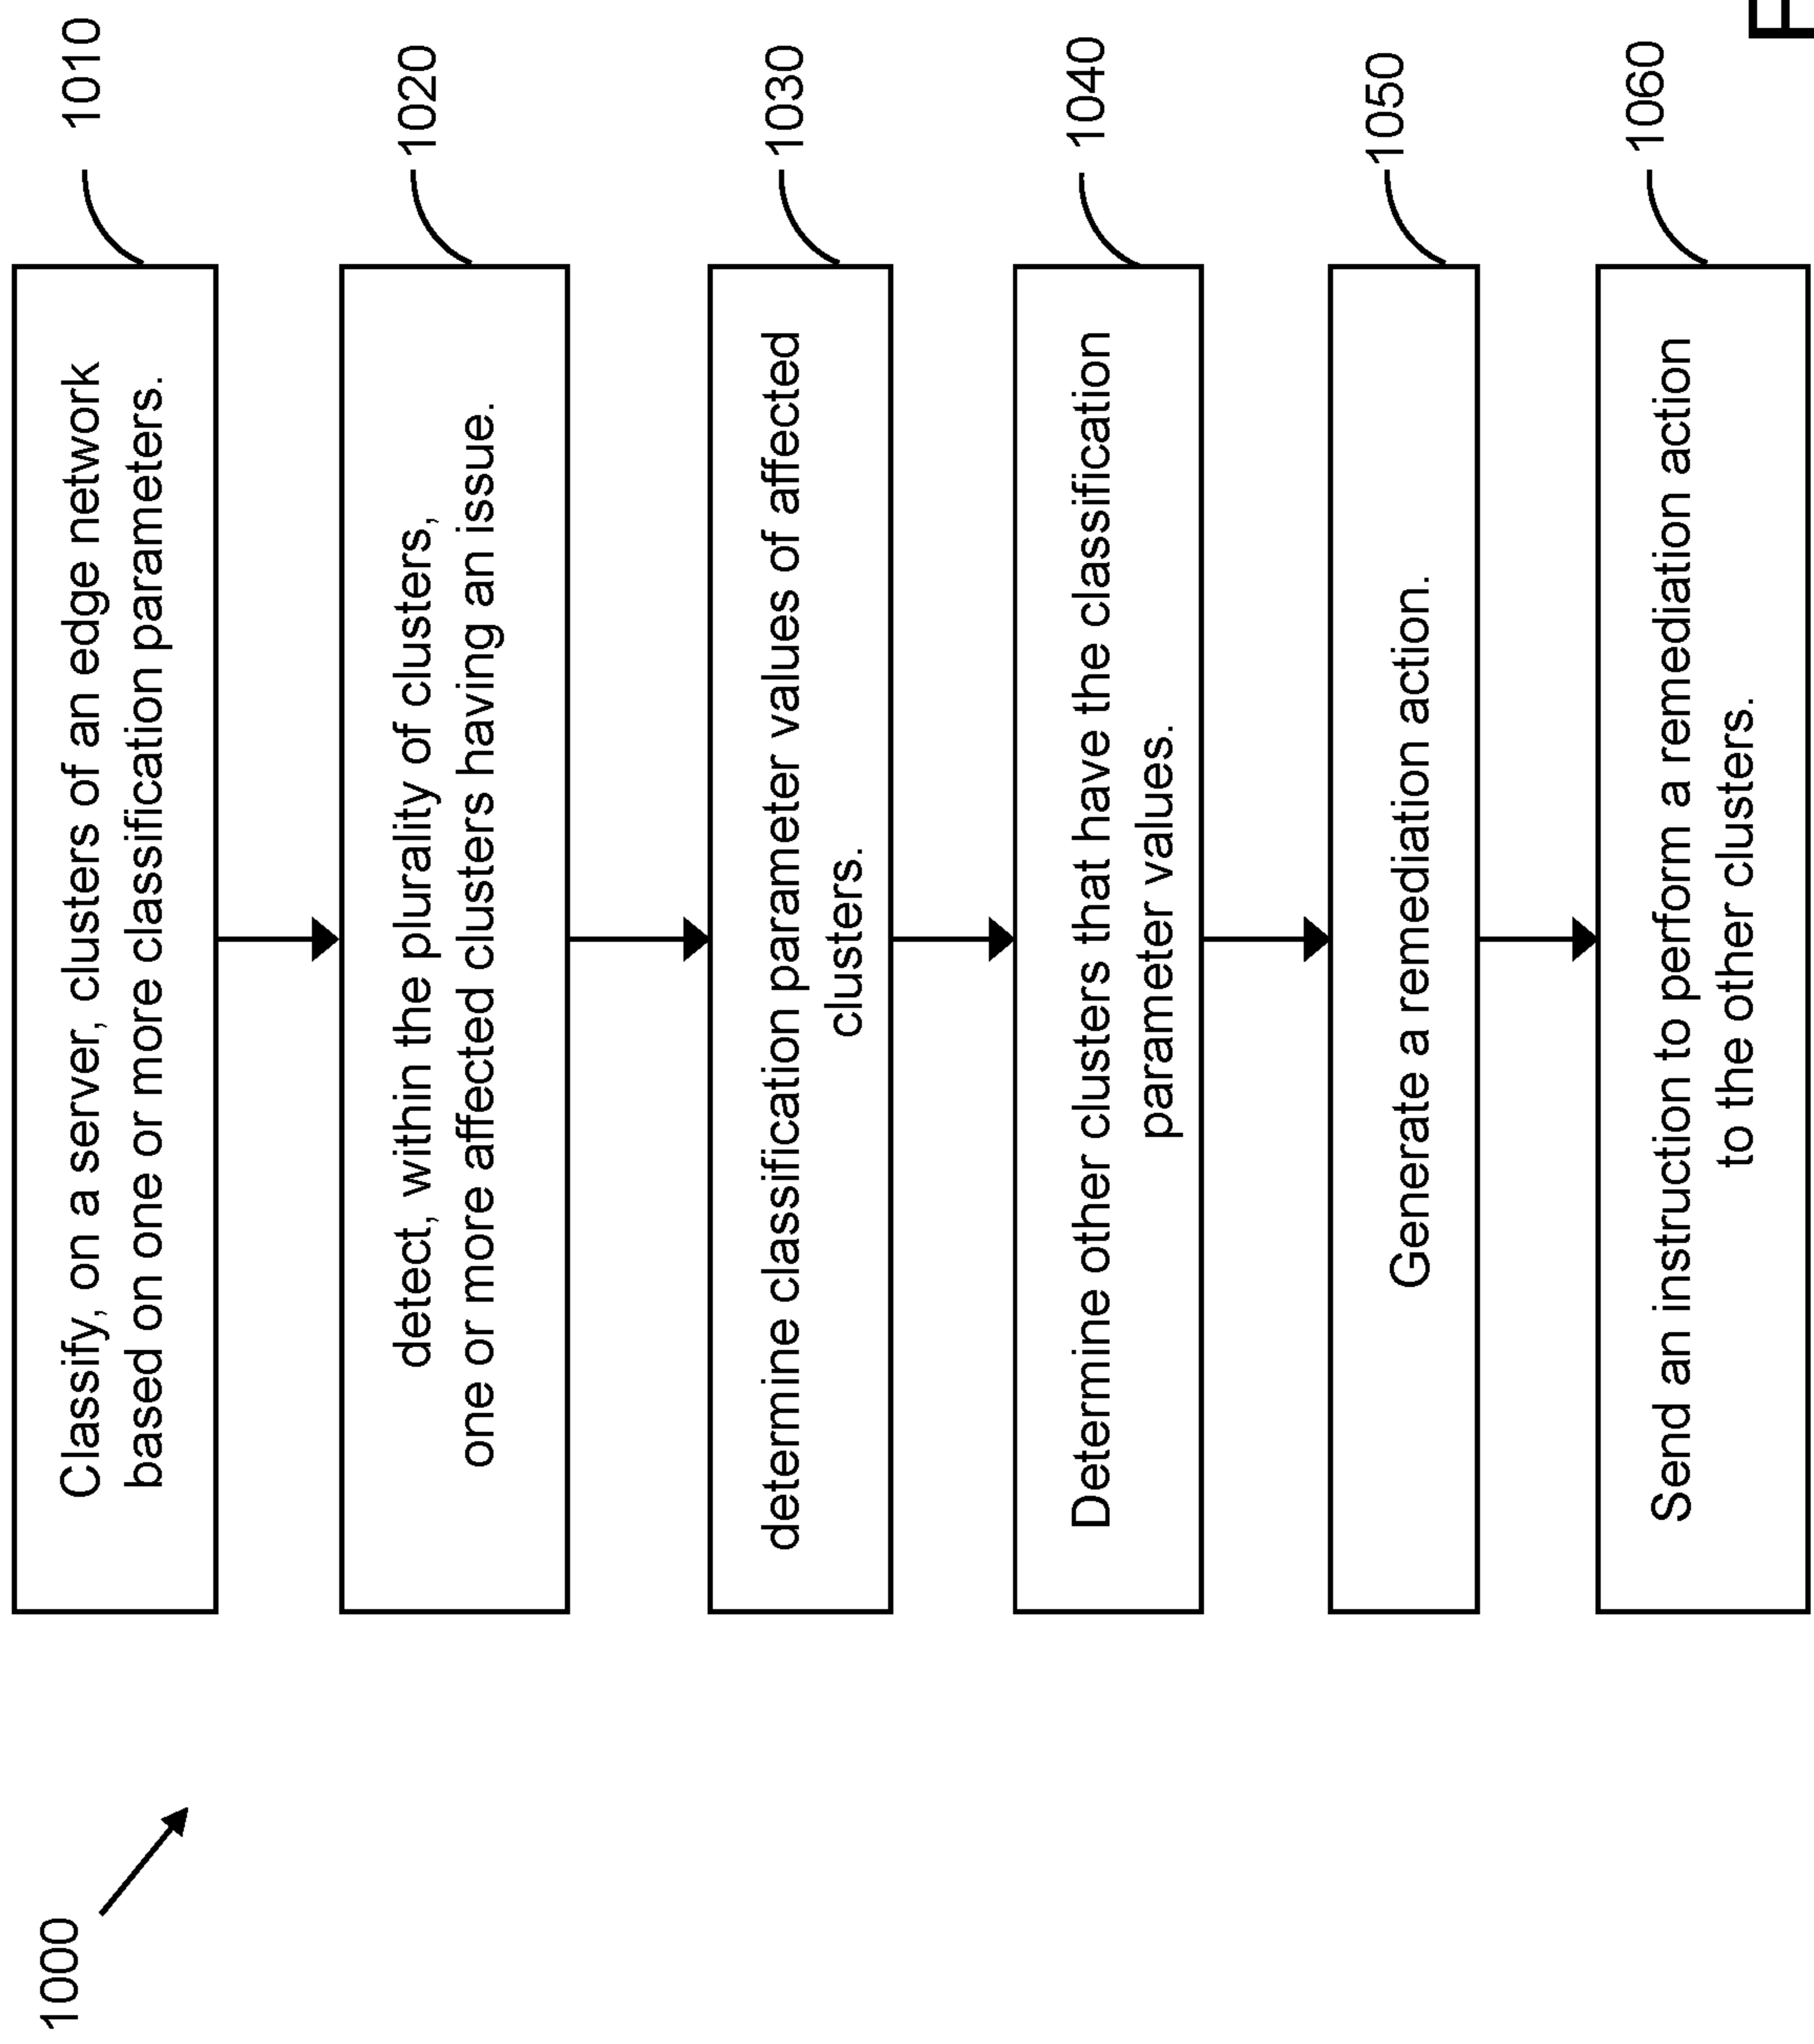 1000
Classify, on a server, clusters of an edge network
based on one or more classification parameters.
1010
detect, within the plurality of clusters,
one or more affected clusters having an issue.
1020
determine classification parameter values of affected
clusters.
1030
Determine other clusters that have the classification
parameter values.
1040
Generate a remediation action.
1050
Send an instruction to perform a remediation action
to the other clusters.
1060